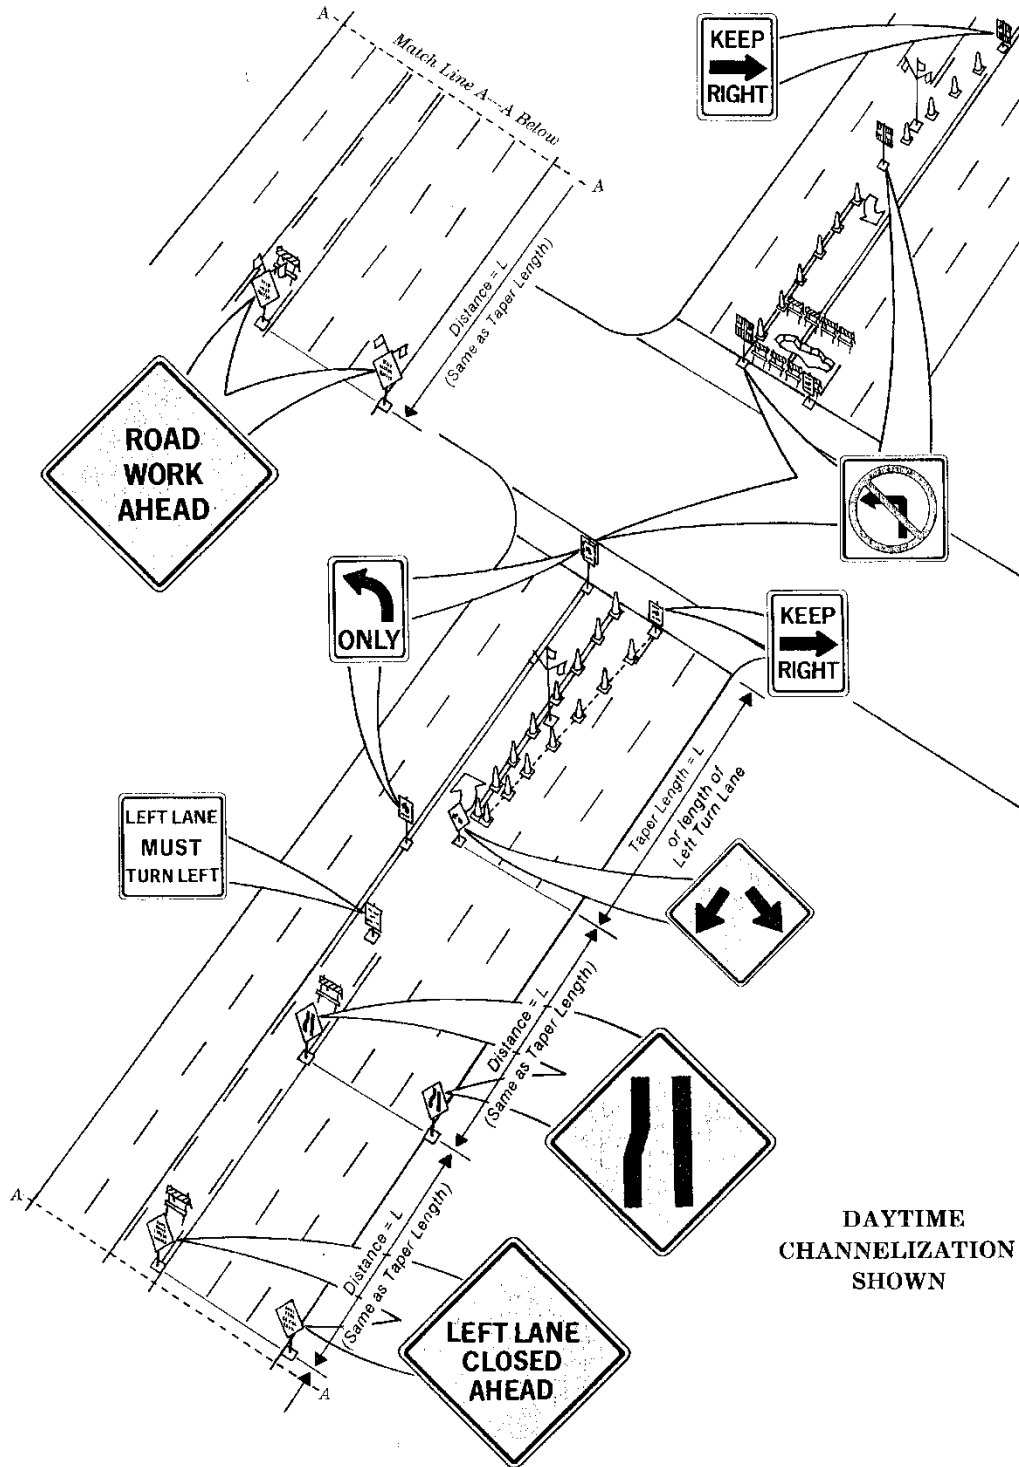 A
Match Line A—A Below
A
KEEP
RIGHT
Distance = L
(Same as Taper Length)
ROAD
WORK
AHEAD
ONLY
KEEP
RIGHT
LEFT LANE
MUST
TURN LEFT
Taper Length = L
or length of
Left Turn Lane
Distance = L
(Same as Taper Length)
A
Distance = L
(Same as Taper Length)
DAYTIME
CHANNELIZATION
SHOWN
LEFT LANE
CLOSED
AHEAD
A